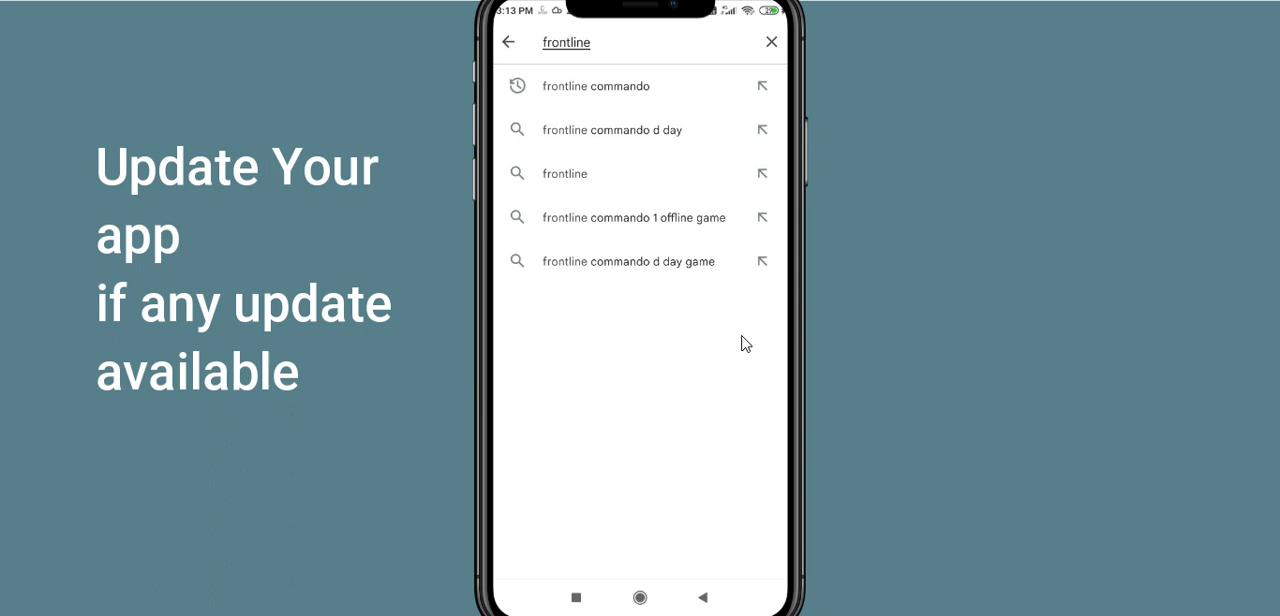 Update Your
app
if any update
available
3:13 PM
frontline
frontline commando
frontline commando d day
frontline
frontline commando 1 offline game
frontline commando d day game